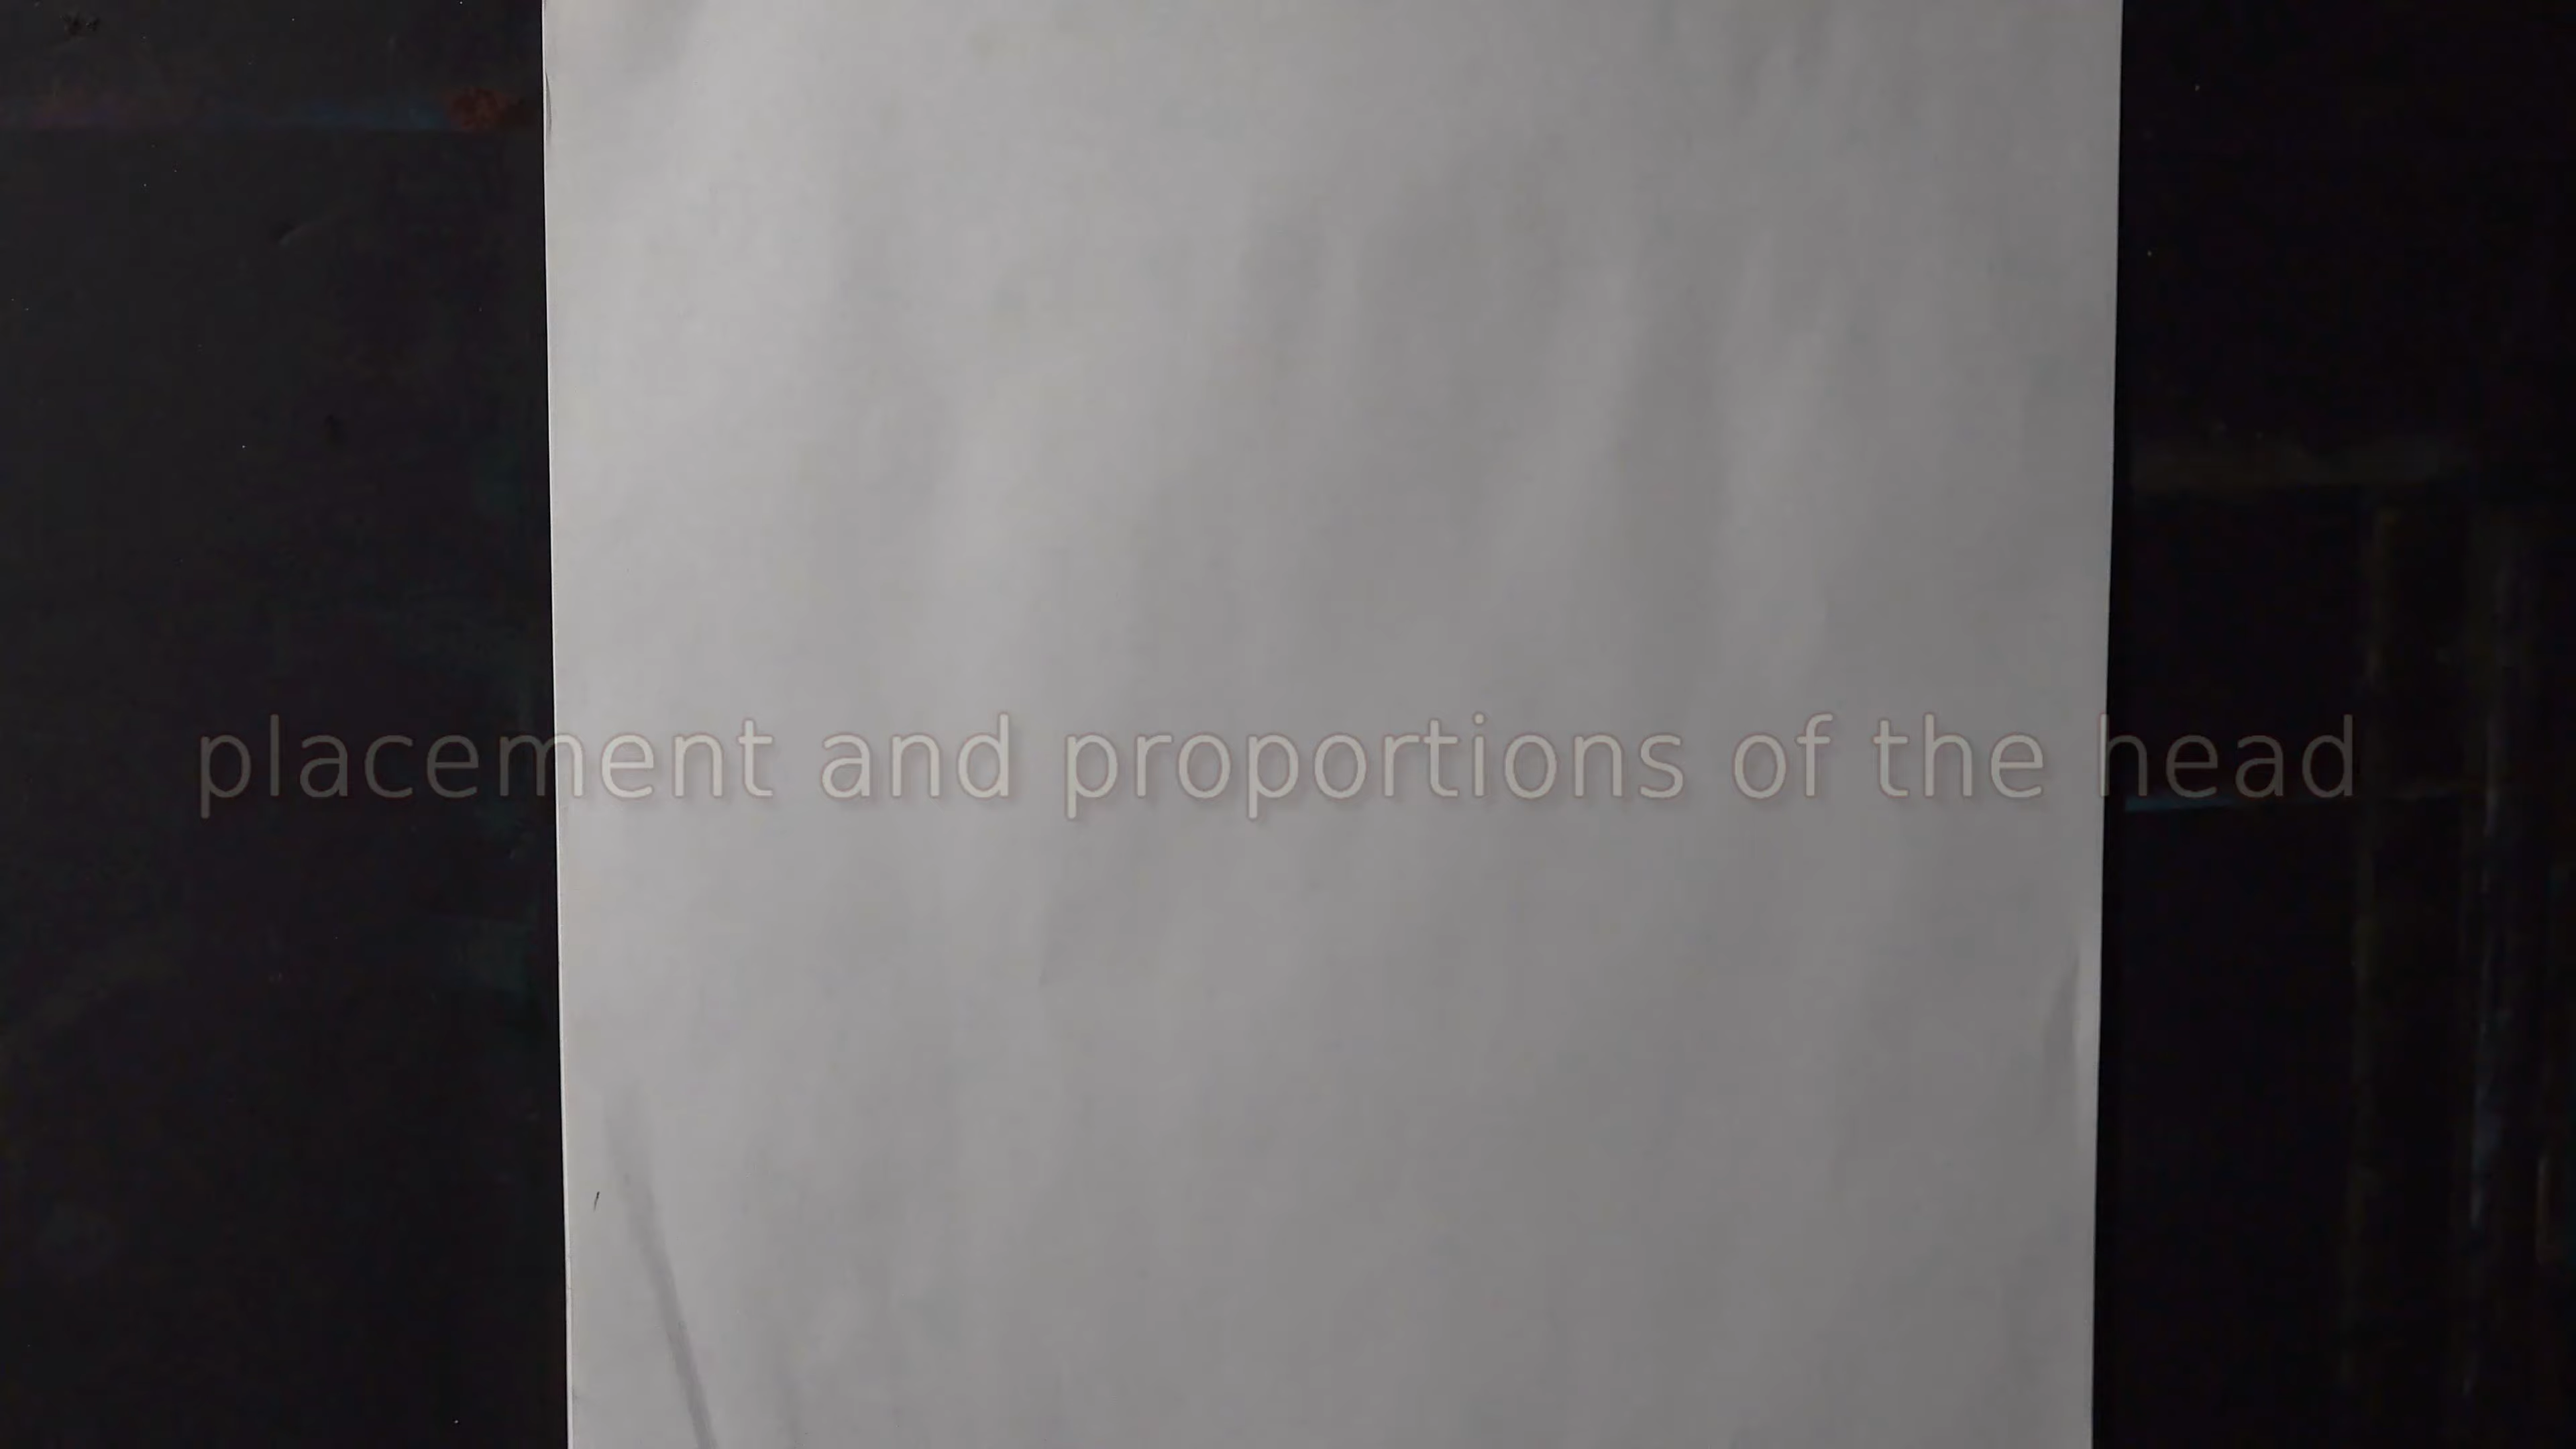 placement and proportions of the head